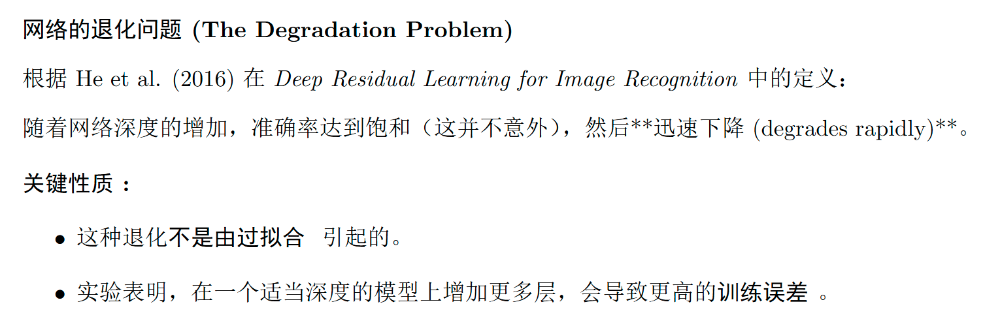 网络的退化问题 (The Degradation Problem)
根据 He et al. (2016) 在 Deep Residual Learning for Image Recognition 中的定义：
随着网络深度的增加，准确率达到饱和（这并不意外），然后**迅速下降 (degrades rapidly)**。
关键性质：
• 这种退化不是由过拟合 引起的。
• 实验表明，在一个适当深度的模型上增加更多层，会导致更高的训练误差 。